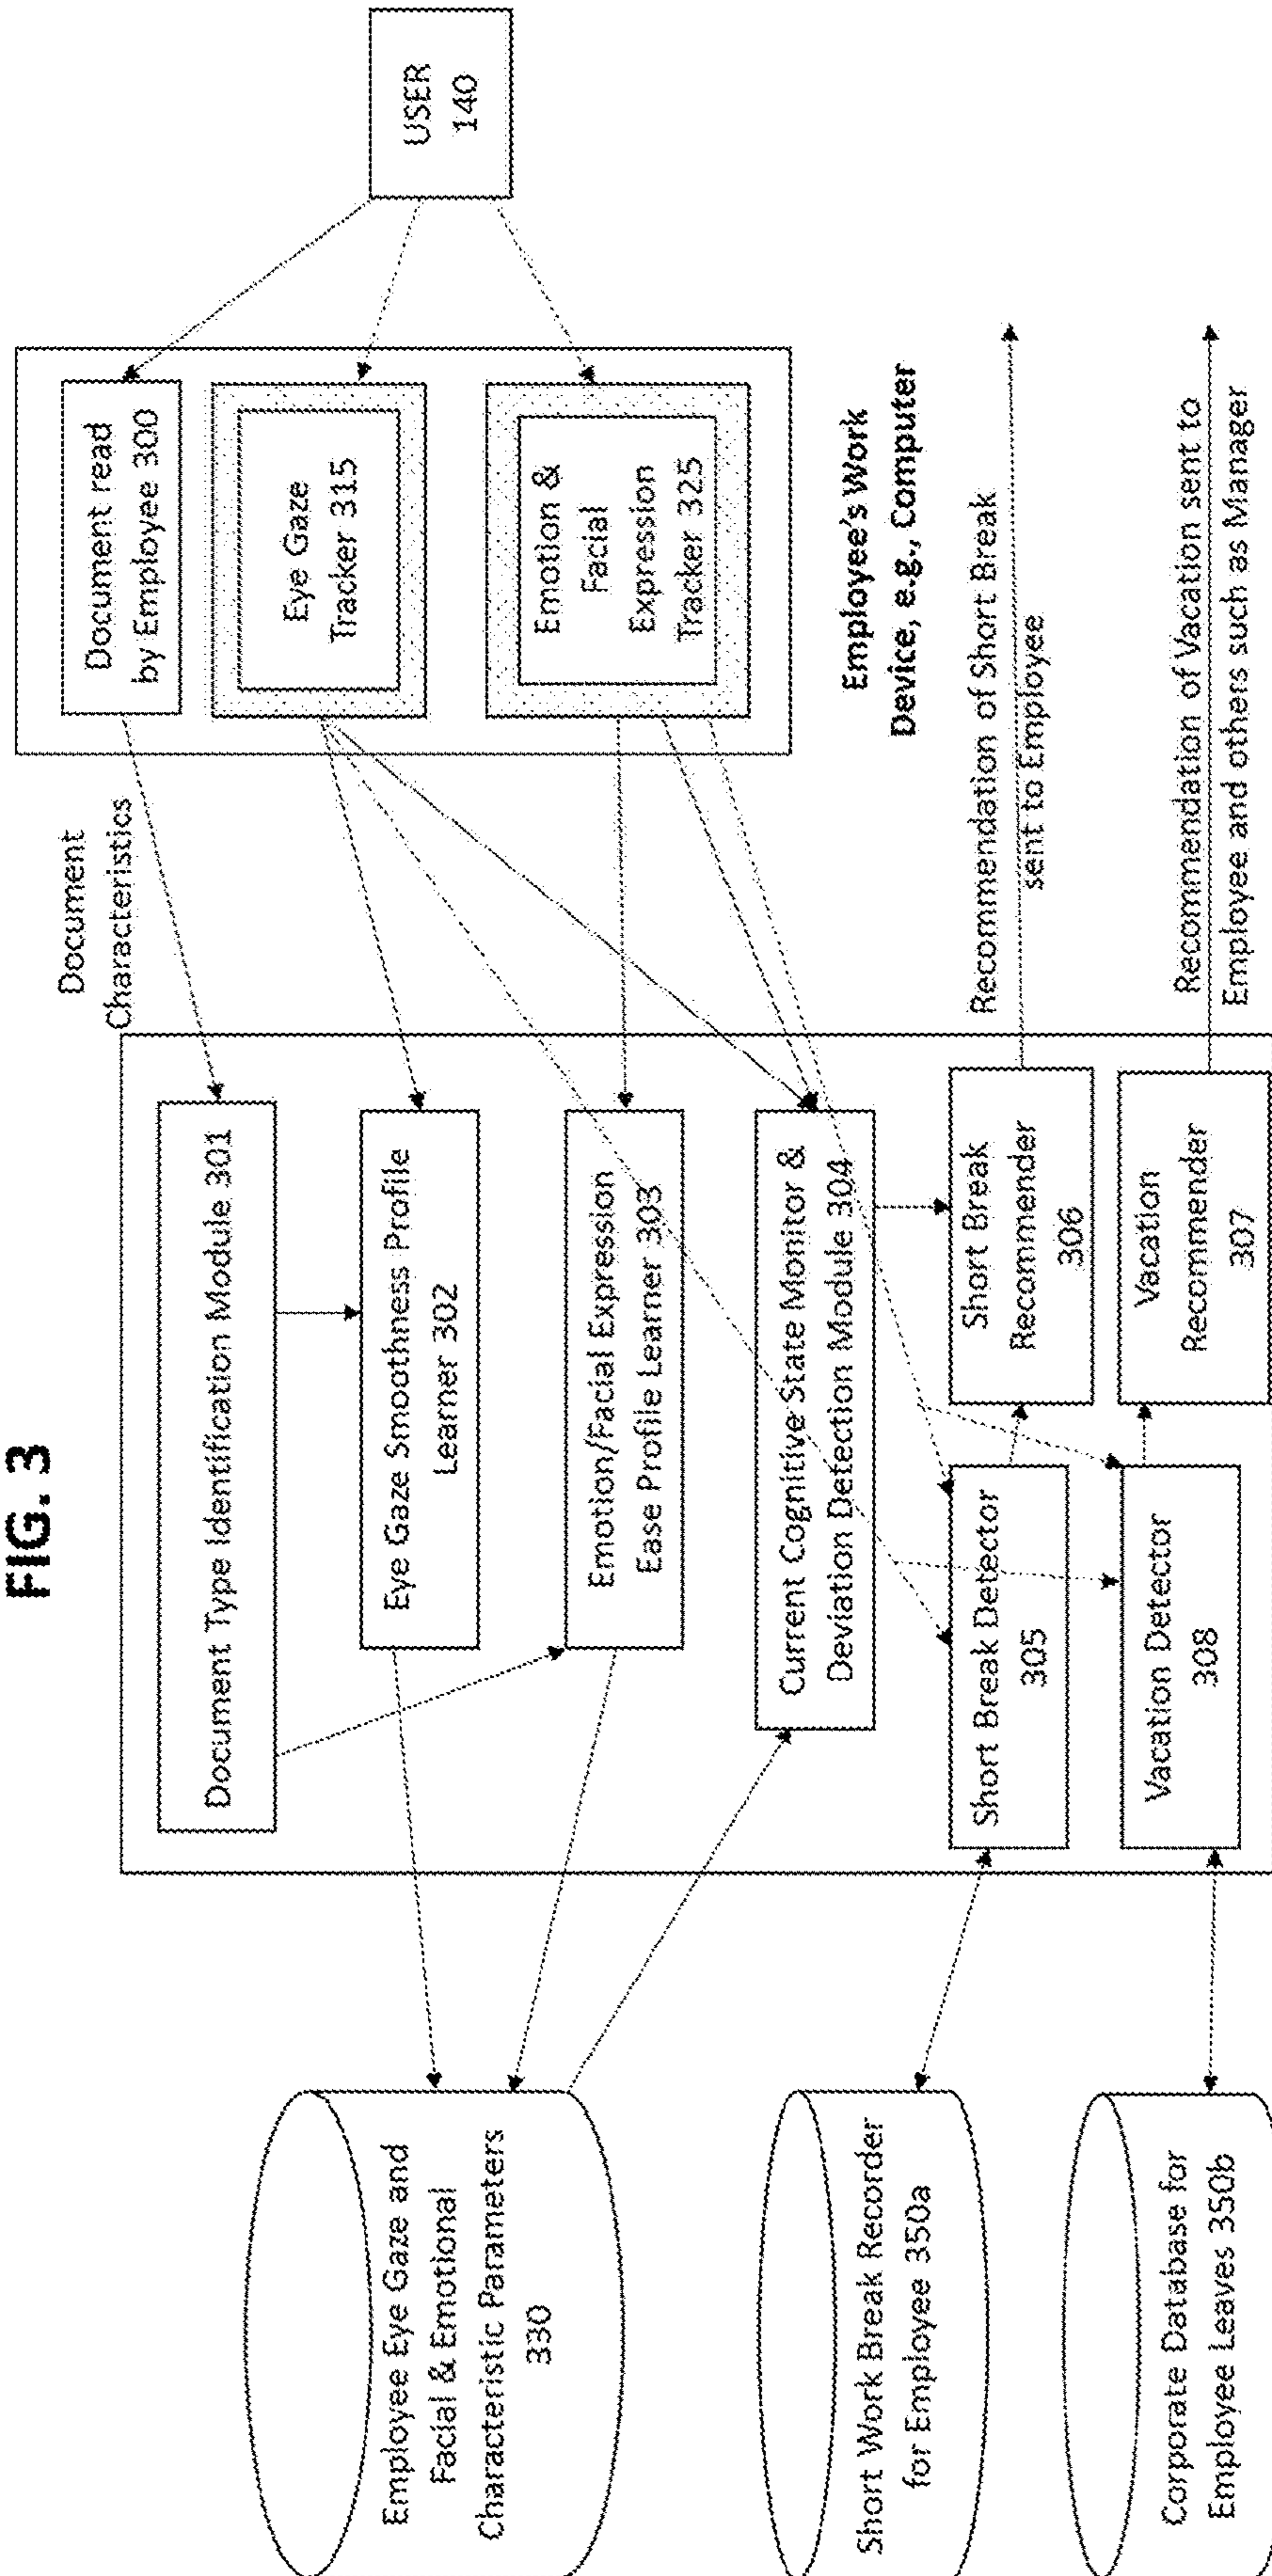 FIG. 3
Employee Eye Gaze and
Facial & Emotional
Characteristic Parameters
330
Short Work Break Recorder
for Employee 350a
Corporate Database for
Employee Leaves 350b
Document Type Identification Module 301
Eye Gaze Smoothness Profile
Learner 302
Emotion/Facial Expression
Ease Profile Learner 303
Current Cognitive State Monitor &
Deviation Detection Module 304
Short Break Detector
305
Short Break
Recommender
306
Vacation Detector
308
Vacation
Recommender
307
Document
Characteristics
Document read
by Employee 300
Eye Gaze
Tracker 315
Emotion &
Facial
Expression
Tracker 325
Employee's Work
Device, e.g., Computer
Recommendation of Short Break
sent to Employee
Recommendation of Vacation sent to
Employee and others such as Manager
USER
140